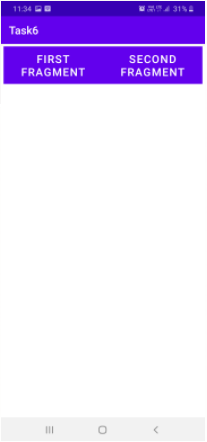 11:34 31%
Task6
FIRST FRAGMENT
SECOND FRAGMENT